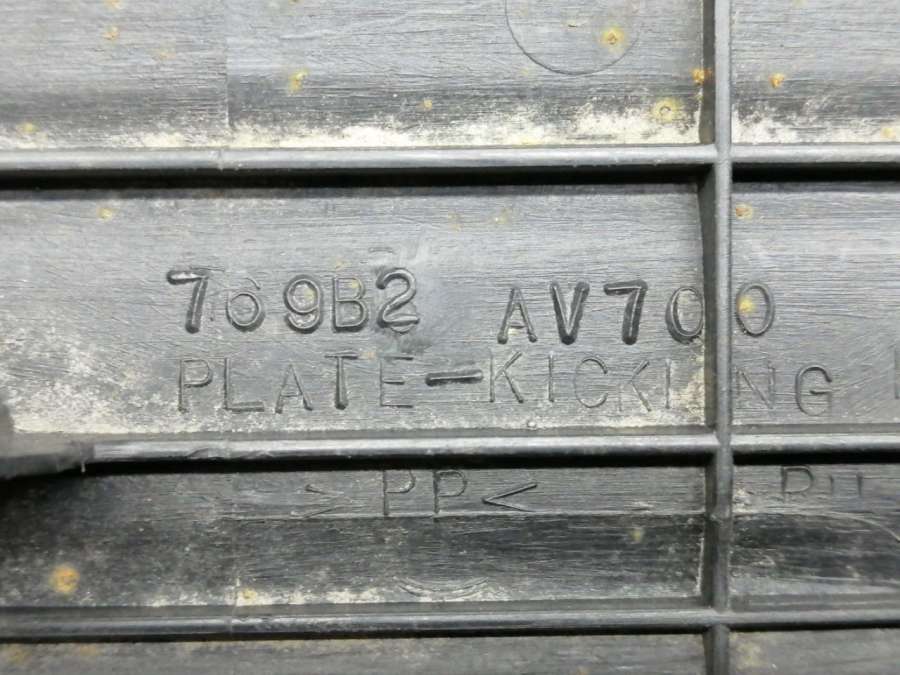 769B2 AV700
PLATE-KICKING
>PP<